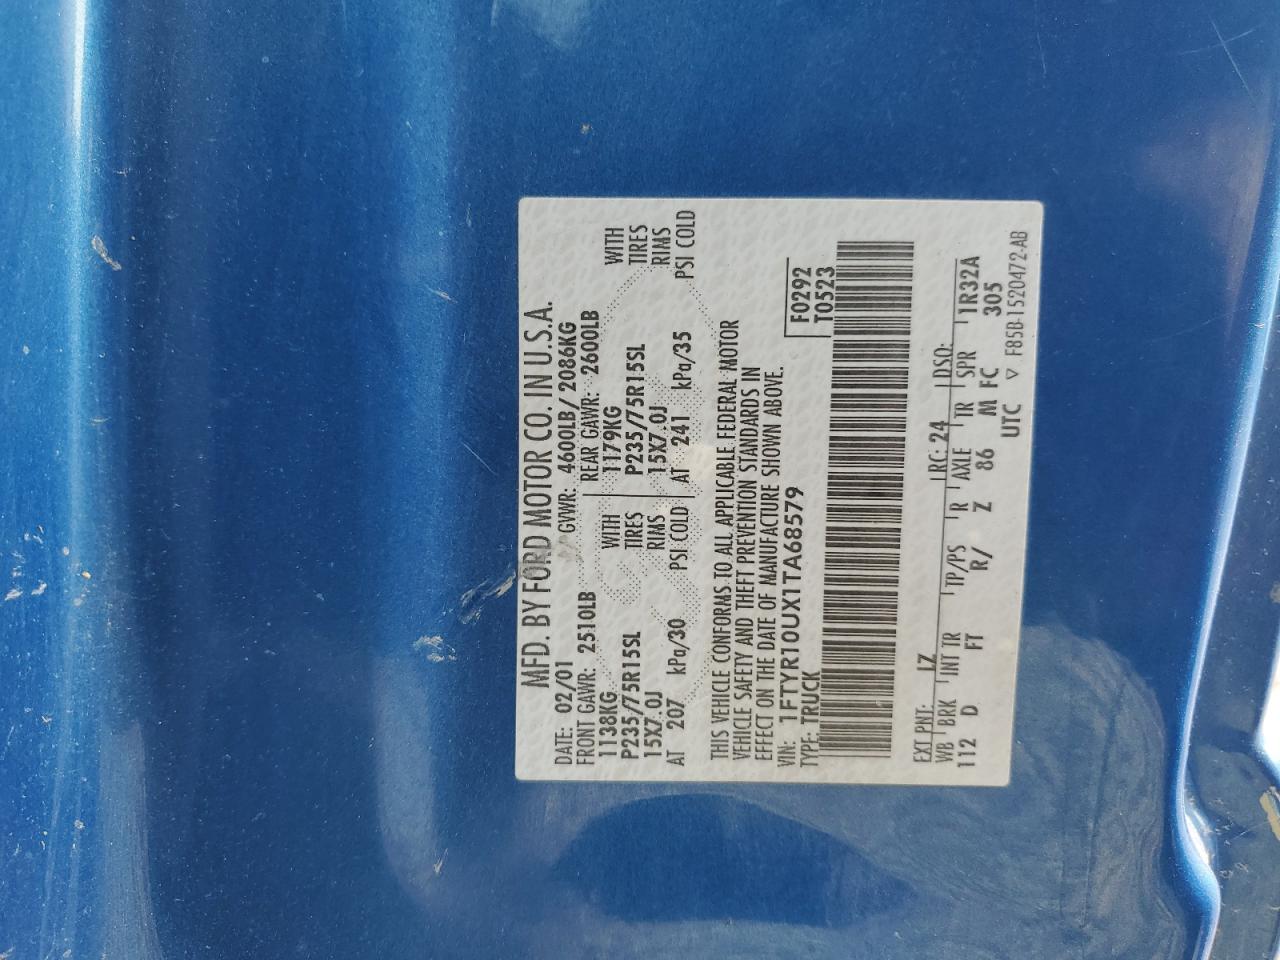 MFD. BY FORD MOTOR CO. IN U.S.A.
DATE: 02/01 GVWR: 4600LB/ 2086KG
FRONT GAWR: 2510LB REAR GAWR: 2600LB
1138KG WITH 1179KG WITH
P235/75R15SL TIRES P235/75R15SL TIRES
15X7.0J RIMS 15X7.0J RIMS
AT 207 kPa/30 PSI COLD AT 241 kPa/35 PSI COLD
THIS VEHICLE CONFORMS TO ALL APPLICABLE FEDERAL MOTOR
VEHICLE SAFETY AND THEFT PREVENTION STANDARDS IN
EFFECT ON THE DATE OF MANUFACTURE SHOWN ABOVE.
VIN: 1FTYR10UX1TA68579 F0292
TYPE: TRUCK T0523
EXT PNT: LZ RC: 24 DSO:
WB BRK INT TR TP/PS R AXLE TR SPR 1R32A
112 D FT R/ Z 86 M FC 305
UTC ▽ F85B-1520472-AB